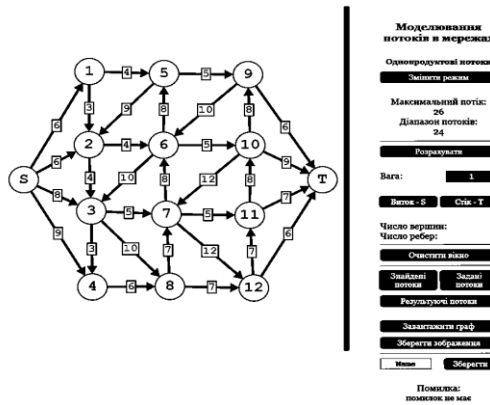 Моделювання
потоків в мережах
Однопродуктові потоки
Змінити режим
Максимальний потік:
26
Діапазон потоків:
24
Розрахувати
Вага: 1
Виток - S Стік - T
Число вершин:
Число ребер:
Очистити вікно
Знайдені потоки
Задані потоки
Результуючі потоки
Завантажити граф
Зберегти зображення
Name Зберегти
Помилка:
помилок не має
1 4 5 5 9
6 3 9 8 10 6
2 4 6 5 10
6 4 10 8 12 8 9
S T
8 3 5 7 5 11 7
9 3 10 7 12 7 6
4 6 8 7 12